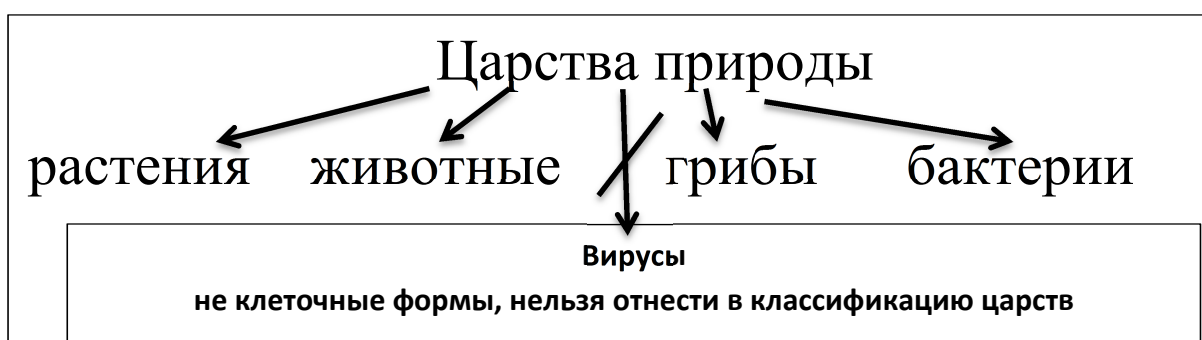 Царства природы
растения животные грибы бактерии
Вирусы
не клеточные формы, нельзя отнести в классификацию царств